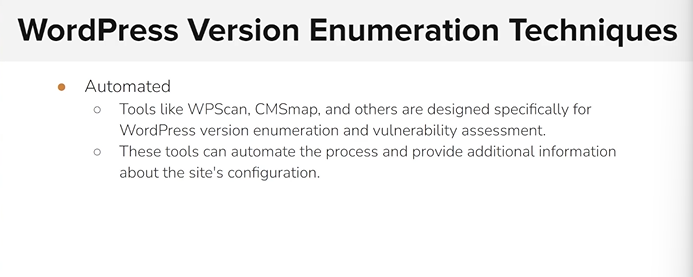 WordPress Version Enumeration Techniques
● Automated
○ Tools like WPScan, CMSmap, and others are designed specifically for
WordPress version enumeration and vulnerability assessment.
○ These tools can automate the process and provide additional information
about the site's configuration.